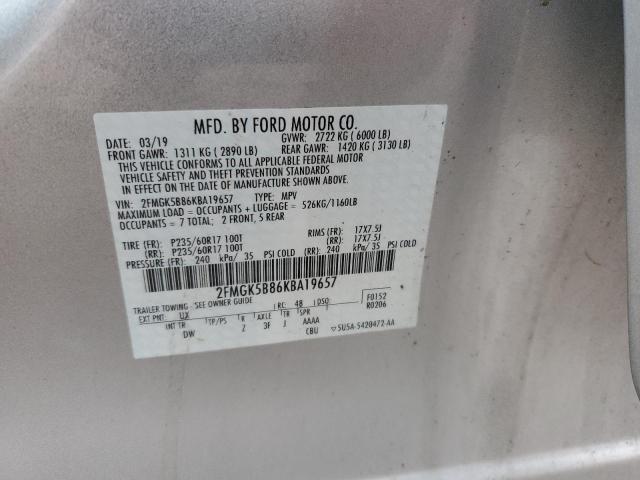 MFD. BY FORD MOTOR CO.
DATE: 03/19 GVWR: 2722 KG ( 6000 LB)
FRONT GAWR: 1311 KG ( 2890 LB) REAR GAWR: 1420 KG ( 3130 LB)
THIS VEHICLE CONFORMS TO ALL APPLICABLE FEDERAL MOTOR
VEHICLE SAFETY AND THEFT PREVENTION STANDARDS
IN EFFECT ON THE DATE OF MANUFACTURE SHOWN ABOVE.
VIN: 2FMGK5B86KBA19657 TYPE: MPV
MAXIMUM LOAD = OCCUPANTS + LUGGAGE = 526KG/1160LB
OCCUPANTS = 7 TOTAL; 2 FRONT, 5 REAR
TIRE (FR): P235/60R17 100T RIMS (FR): 17X7.5J
(RR): P235/60R17 100T (RR): 17X7.5J
PRESSURE (FR): 240 kPa/ 35 PSI COLD (RR): 240 kPa/ 35 PSI COLD
2FMGK5B86KBA19657
TRAILER TOWING - SEE OWNER GUIDE
EXT PNT: UX RC: 48 DSO: F0152
R0206
INT TR TP/PS R AXLE TR SPR
DW 2 3F J AAAA
CBU 5U5A-5420472-AA